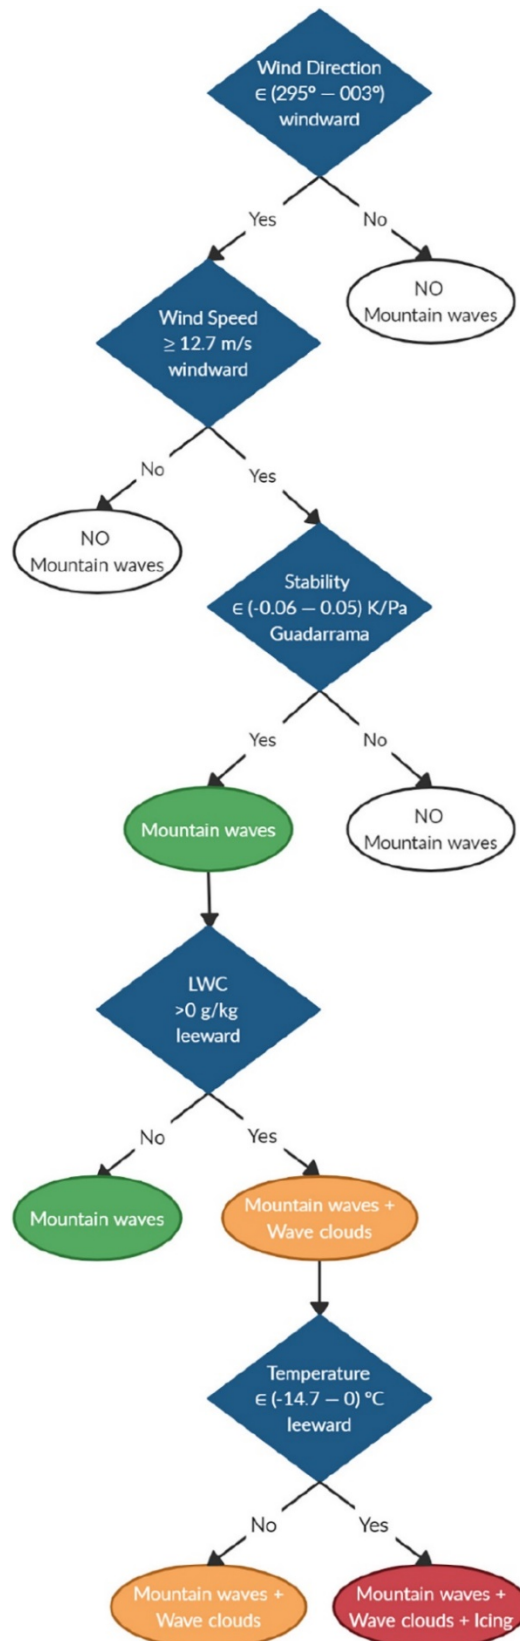 Wind Direction
∈ (295º – 003º)
windward
Yes
No
NO
Mountain waves
Wind Speed
≥ 12.7 m/s
windward
No
Yes
NO
Mountain waves
Stability
∈ (-0.06 – 0.05) K/Pa
Guadarrama
Yes
No
Mountain waves
NO
Mountain waves
LWC
>0 g/kg
leeward
No
Yes
Mountain waves
Mountain waves +
Wave clouds
Temperature
∈ (-14.7 – 0) ºC
leeward
No
Yes
Mountain waves +
Wave clouds
Mountain waves +
Wave clouds + Icing